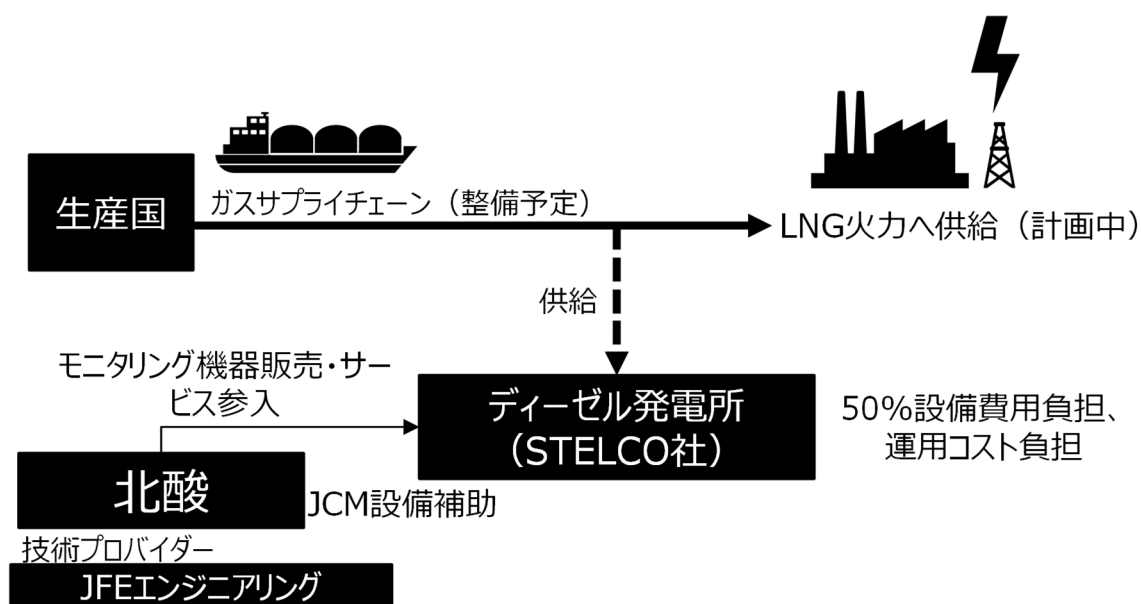 生産国
ガスサプライチェーン（整備予定）
LNG火力へ供給（計画中）
供給
モニタリング機器販売・サー
ビス参入
ディーゼル発電所
（STELCO社）
50%設備費用負担、
運用コスト負担
北酸
JCM設備補助
技術プロバイダー
JFEエンジニアリング